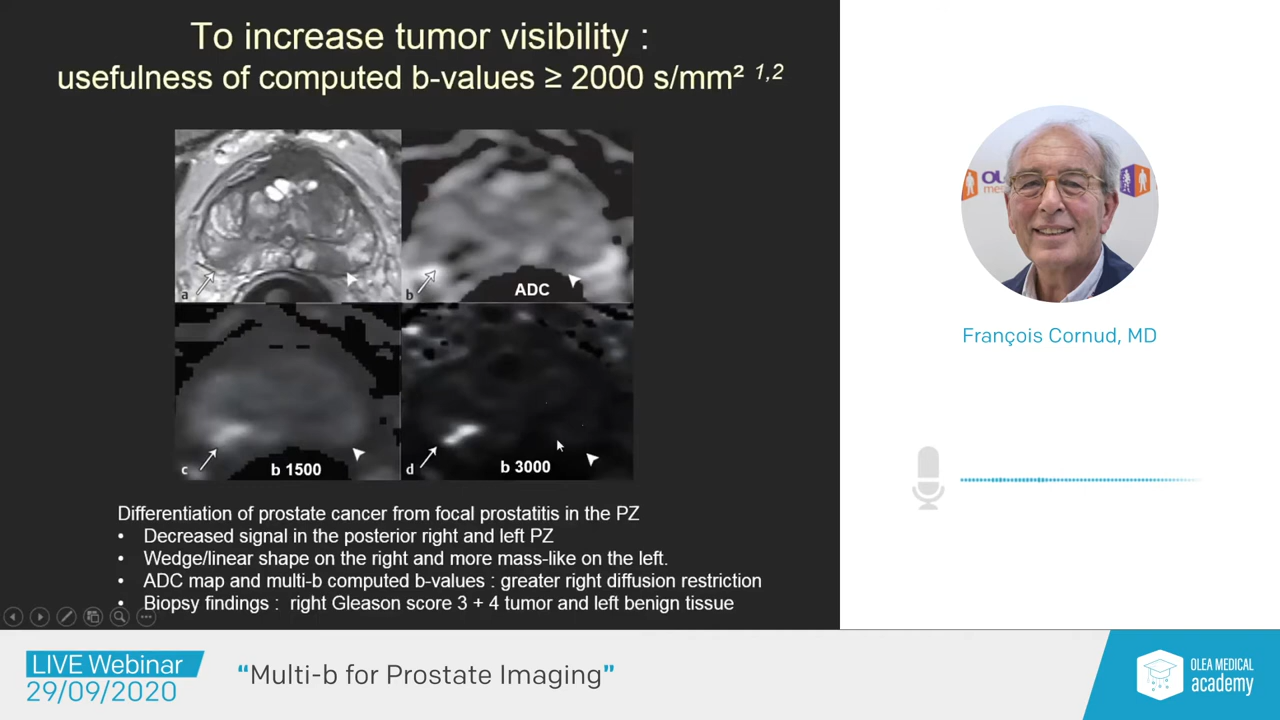 To increase tumor visibility :
usefulness of computed b-values ≥ 2000 s/mm² 1,2
a
b
ADC
c
b 1500
d
b 3000
Differentiation of prostate cancer from focal prostatitis in the PZ
• Decreased signal in the posterior right and left PZ
• Wedge/linear shape on the right and more mass-like on the left.
• ADC map and multi-b computed b-values : greater right diffusion restriction
• Biopsy findings : right Gleason score 3 + 4 tumor and left benign tissue
François Cornud, MD
LIVE Webinar
29/09/2020
“Multi-b for Prostate Imaging”
OLEA MEDICAL
academy